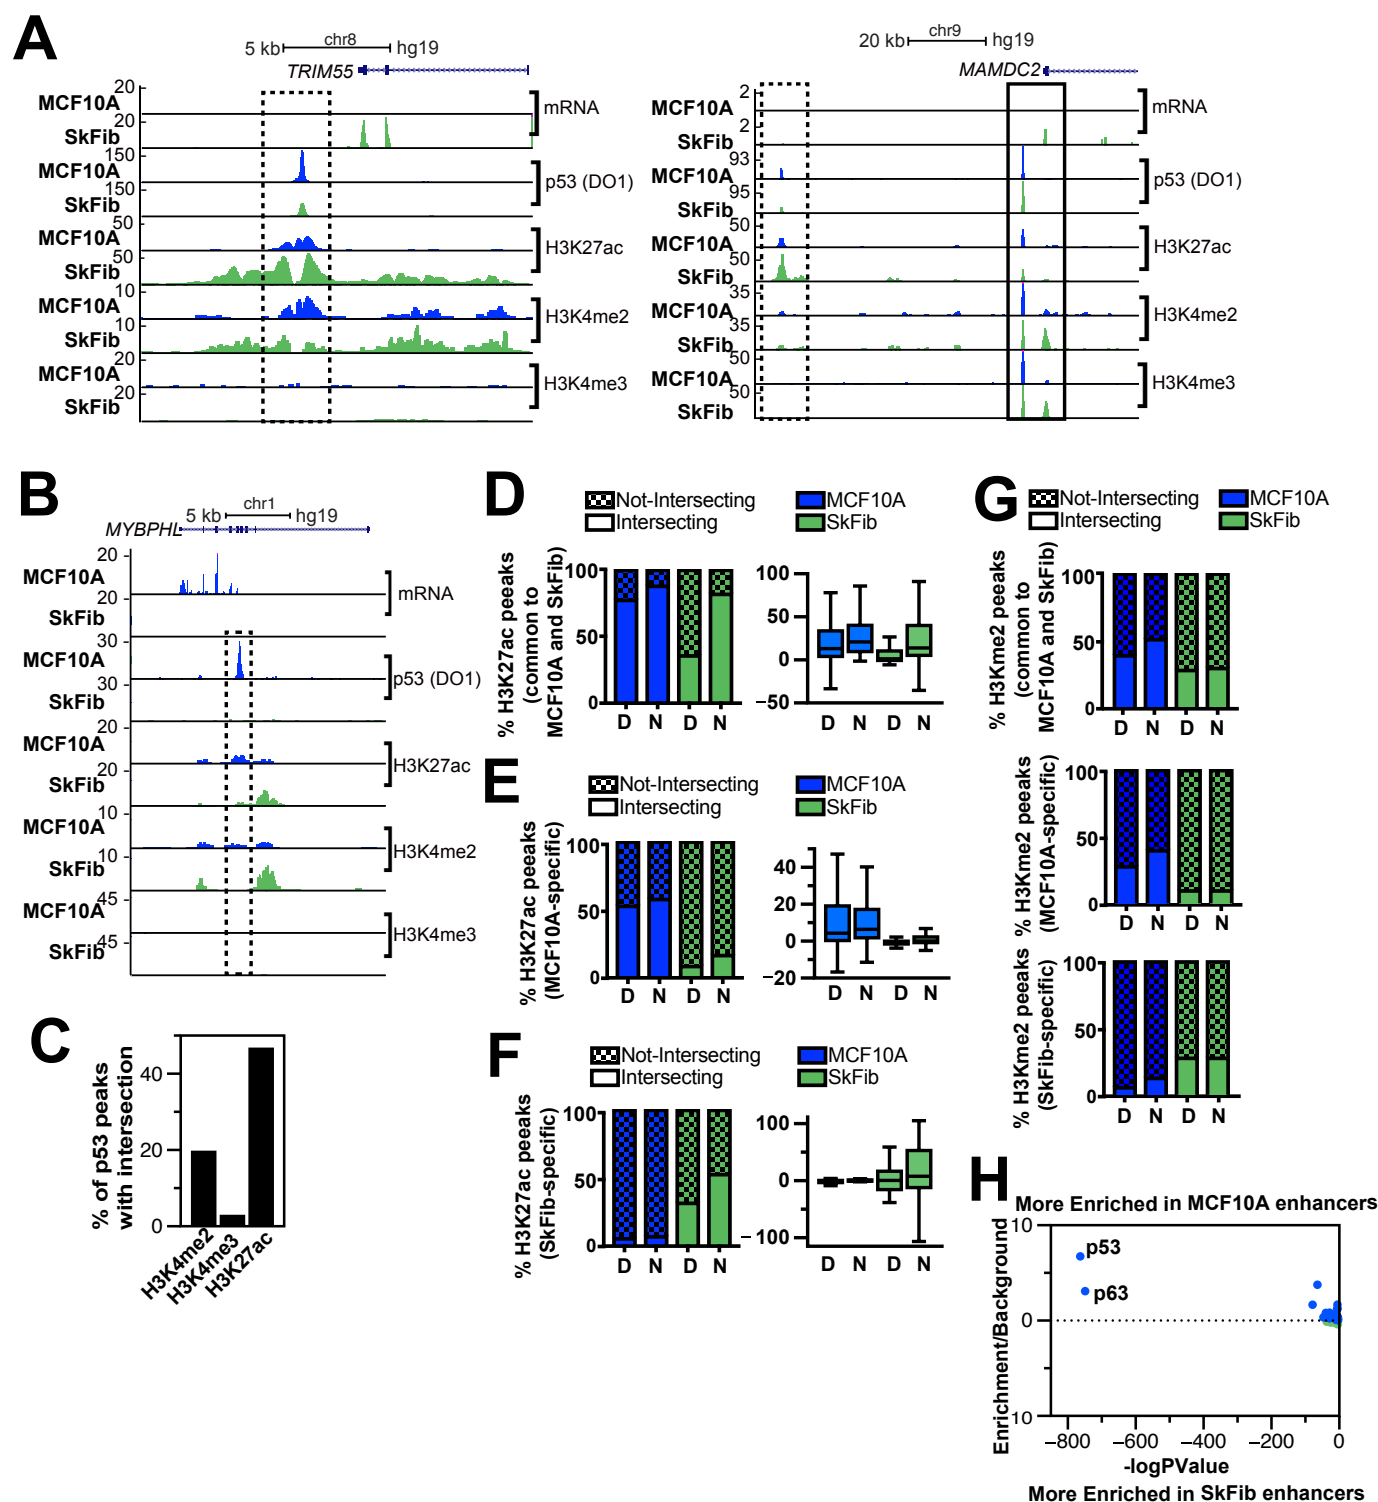 A
5 kb chr8 hg19
TRIM55
20
MCF10A
20
SkFib
mRNA
150
MCF10A
150
SkFib
p53 (DO1)
50
MCF10A
50
SkFib
H3K27ac
10
MCF10A
10
SkFib
H3K4me2
20
MCF10A
20
SkFib
H3K4me3
20 kb chr9 hg19
MAMDC2
2
MCF10A
2
SkFib
mRNA
93
MCF10A
95
SkFib
p53 (DO1)
50
MCF10A
50
SkFib
H3K27ac
35
MCF10A
35
SkFib
H3K4me2
50
MCF10A
50
SkFib
H3K4me3
B
5 kb chr1 hg19
MYBPHL
20
MCF10A
20
SkFib
mRNA
30
MCF10A
30
SkFib
p53 (DO1)
20
MCF10A
20
SkFib
H3K27ac
10
MCF10A
10
SkFib
H3K4me2
45
MCF10A
45
SkFib
H3K4me3
C
% of p53 peaks
with intersection
40
20
0
H3K4me2
H3K4me3
H3K27ac
D
Not-Intersecting MCF10A
Intersecting SkFib
% H3K27ac peeaks
(common to
MCF10A and SkFib)
100
50
0
D N D N
100
50
0
−50
D N D N
E
Not-Intersecting MCF10A
Intersecting SkFib
% H3K27ac peeaks
(MCF10A-specific)
100
50
0
D N D N
40
20
0
−20
D N D N
F
Not-Intersecting MCF10A
Intersecting SkFib
% H3K27ac peeaks
(SkFib-specific)
100
50
0
D N D N
100
0
−100
D N D N
G
Not-Intersecting MCF10A
Intersecting SkFib
% H3Kme2 peeaks
(common to
MCF10A and SkFib)
100
50
0
D N D N
% H3Kme2 peeaks
(MCF10A-specific)
100
50
0
D N D N
% H3Kme2 peeaks
(SkFib-specific)
100
50
0
D N D N
H
More Enriched in MCF10A enhancers
Enrichment/Background
10
0
10
p53
p63
−800 −600 −400 −200 0
-logPValue
More Enriched in SkFib enhancers